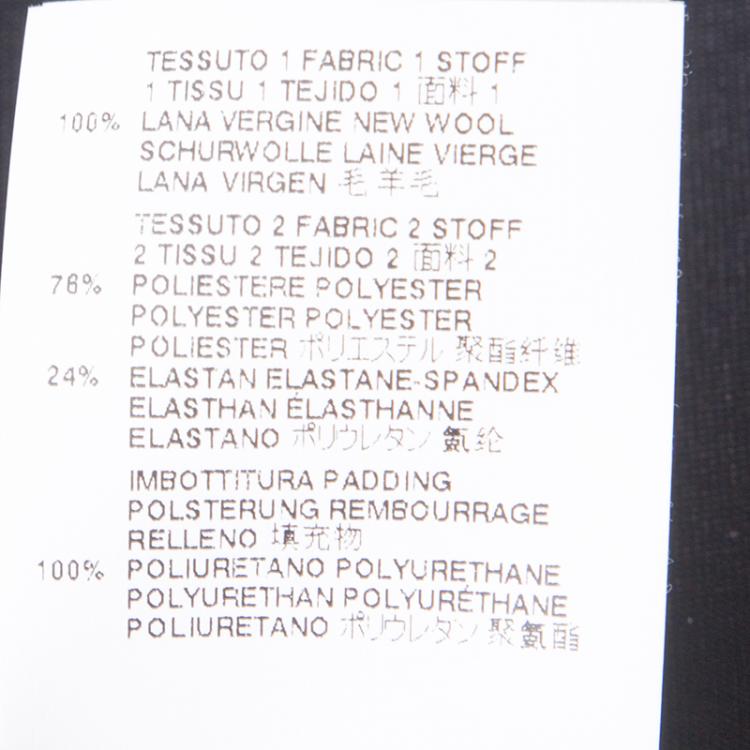 TESSUTO 1 FABRIC 1 STOFF
1 TISSU 1 TEJIDO 1 面料 1
100% LANA VERGINE NEW WOOL
SCHURWOLLE LAINE VIERGE
LANA VIRGEN 毛 羊毛
TESSUTO 2 FABRIC 2 STOFF
2 TISSU 2 TEJIDO 2 面料 2
76% POLIESTERE POLYESTER
POLYESTER POLYESTER
POLIESTER ポリエステル 聚酯纤维
24% ELASTAN ELASTANE-SPANDEX
ELASTHAN ÉLASTHANNE
ELASTANO ポリウレタン 氨纶
IMBOTTITURA PADDING
POLSTERUNG REMBOURRAGE
RELLENO 填充物
100% POLIURETANO POLYURETHANE
POLYURETHAN POLYURÉTHANE
POLIURETANO ポリウレタン 聚氨酯